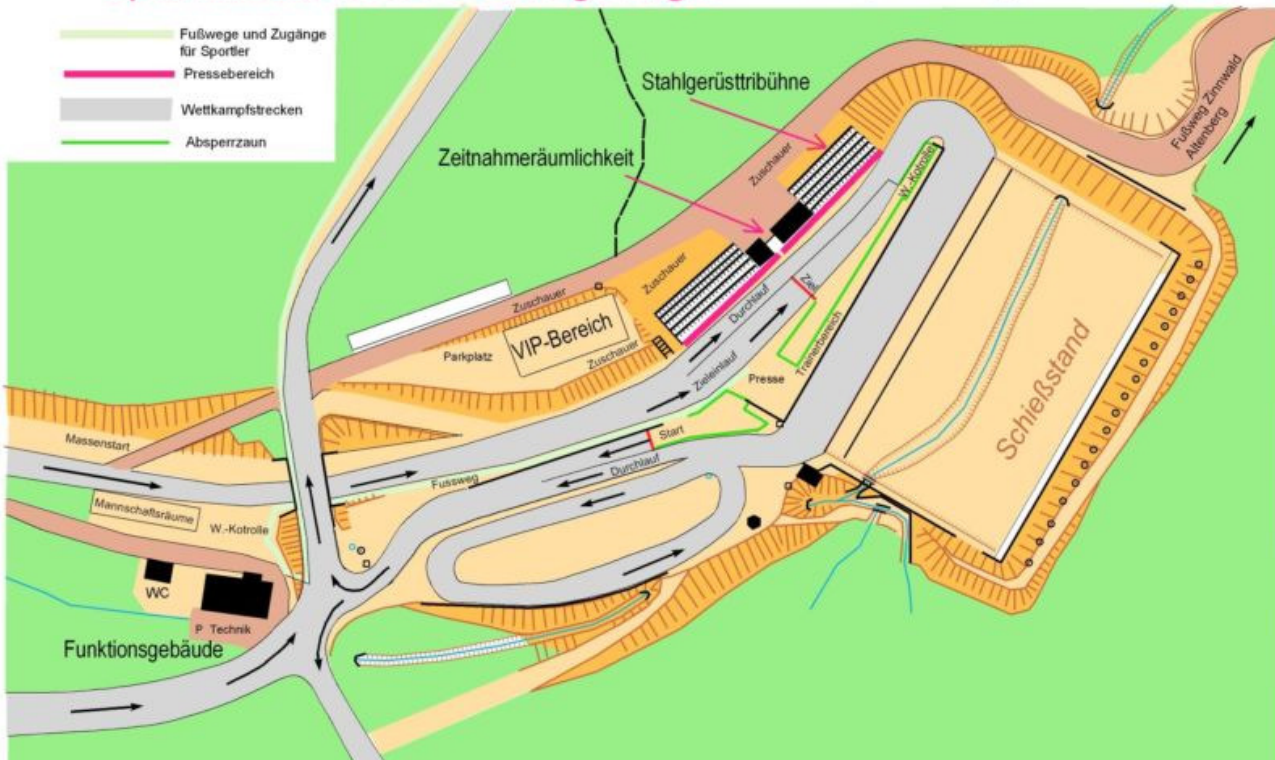 Fußwege und Zugänge
für Sportler
Pressebereich
Wettkampfstrecken
Absperrzaun
Stahlgerüsttribühne
Zeitnahmeräumlichkeit
Fußweg Zinnwald
Altenberg
Zuschauer
W.-Kotrolle
Zuschauer
Zuschauer
VIP-Bereich
Parkplatz
Zuschauer
Durchlauf
Ziel
Zieleinlauf
Trainerbereich
Presse
Schießstand
Massenstart
Start
Durchlauf
Fussweg
Mannschaftsräume
W.-Kotrolle
WC
P Technik
Funktionsgebäude